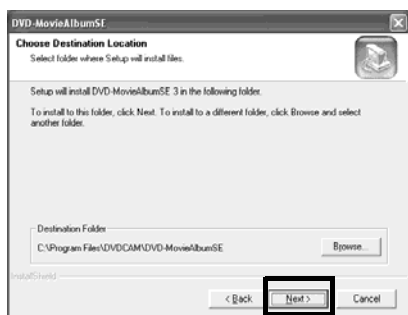 DVD-MovieAlbumSE
Choose Destination Location
Select folder where Setup will install files.
Setup will install DVD-MovieAlbumSE 3 in the following folder.
To install to this folder, click Next. To install to a different folder, click Browse and select
another folder.
Destination Folder
C:\Program Files\DVDCAM\DVD-MovieAlbumSE
Browse...
InstallShield
< Back
Next >
Cancel